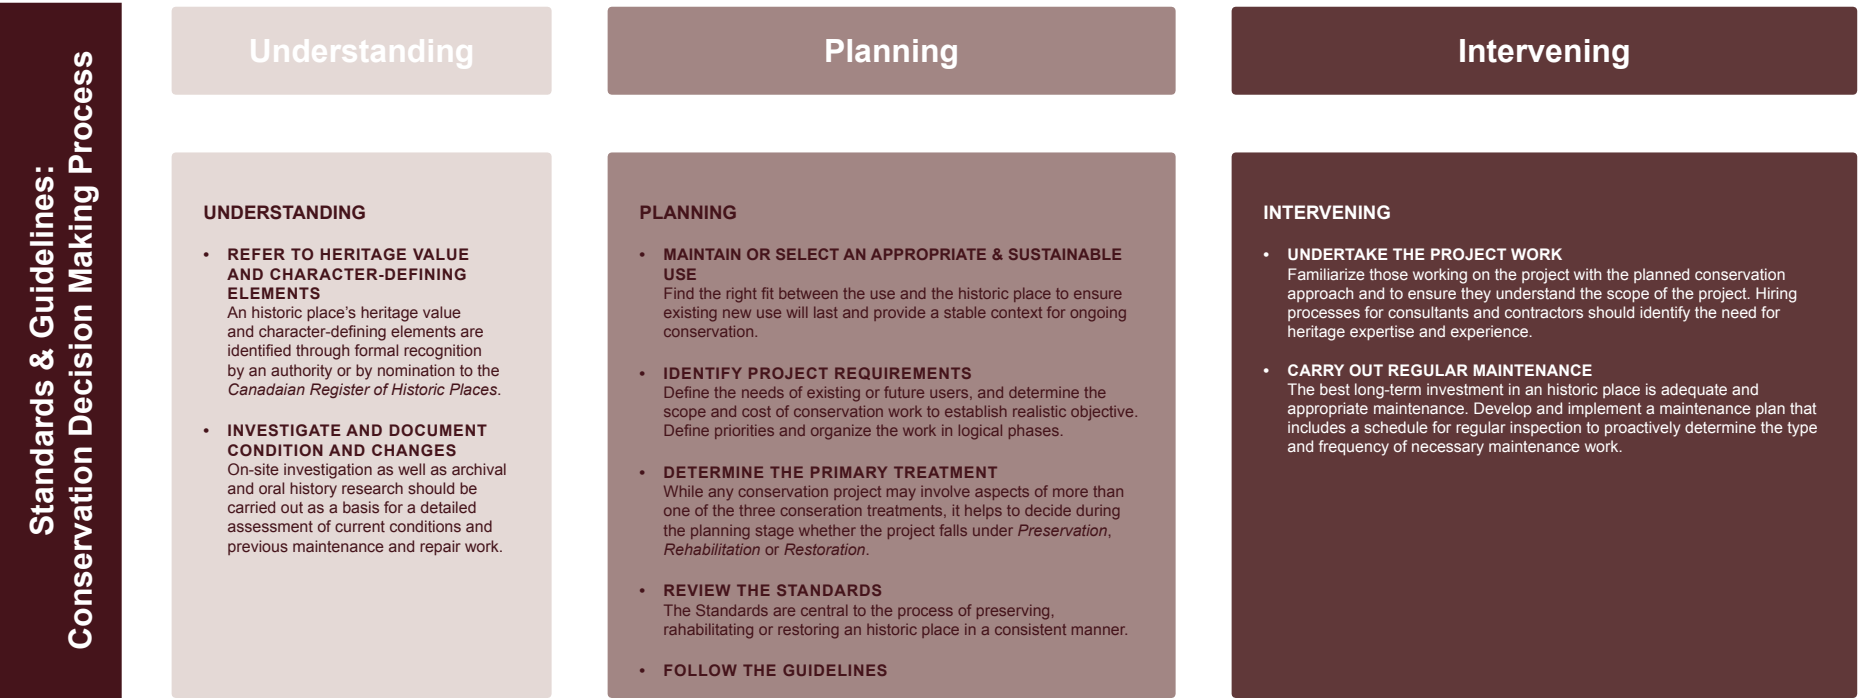 Standards & Guidelines:
Conservation Decision Making Process
Understanding
Planning
Intervening
UNDERSTANDING
• REFER TO HERITAGE VALUE
AND CHARACTER-DEFINING
ELEMENTS
An historic place's heritage value
and character-defining elements are
identified through formal recognition
by an authority or by nomination to the
Canadaian Register of Historic Places.
• INVESTIGATE AND DOCUMENT
CONDITION AND CHANGES
On-site investigation as well as archival
and oral history research should be
carried out as a basis for a detailed
assessment of current conditions and
previous maintenance and repair work.
PLANNING
• MAINTAIN OR SELECT AN APPROPRIATE & SUSTAINABLE
USE
Find the right fit between the use and the historic place to ensure
existing new use will last and provide a stable context for ongoing
conservation.
• IDENTIFY PROJECT REQUIREMENTS
Define the needs of existing or future users, and determine the
scope and cost of conservation work to establish realistic objective.
Define priorities and organize the work in logical phases.
• DETERMINE THE PRIMARY TREATMENT
While any conservation project may involve aspects of more than
one of the three conseration treatments, it helps to decide during
the planning stage whether the project falls under Preservation,
Rehabilitation or Restoration.
• REVIEW THE STANDARDS
The Standards are central to the process of preserving,
rahabilitating or restoring an historic place in a consistent manner.
• FOLLOW THE GUIDELINES
INTERVENING
• UNDERTAKE THE PROJECT WORK
Familiarize those working on the project with the planned conservation
approach and to ensure they understand the scope of the project. Hiring
processes for consultants and contractors should identify the need for
heritage expertise and experience.
• CARRY OUT REGULAR MAINTENANCE
The best long-term investment in an historic place is adequate and
appropriate maintenance. Develop and implement a maintenance plan that
includes a schedule for regular inspection to proactively determine the type
and frequency of necessary maintenance work.